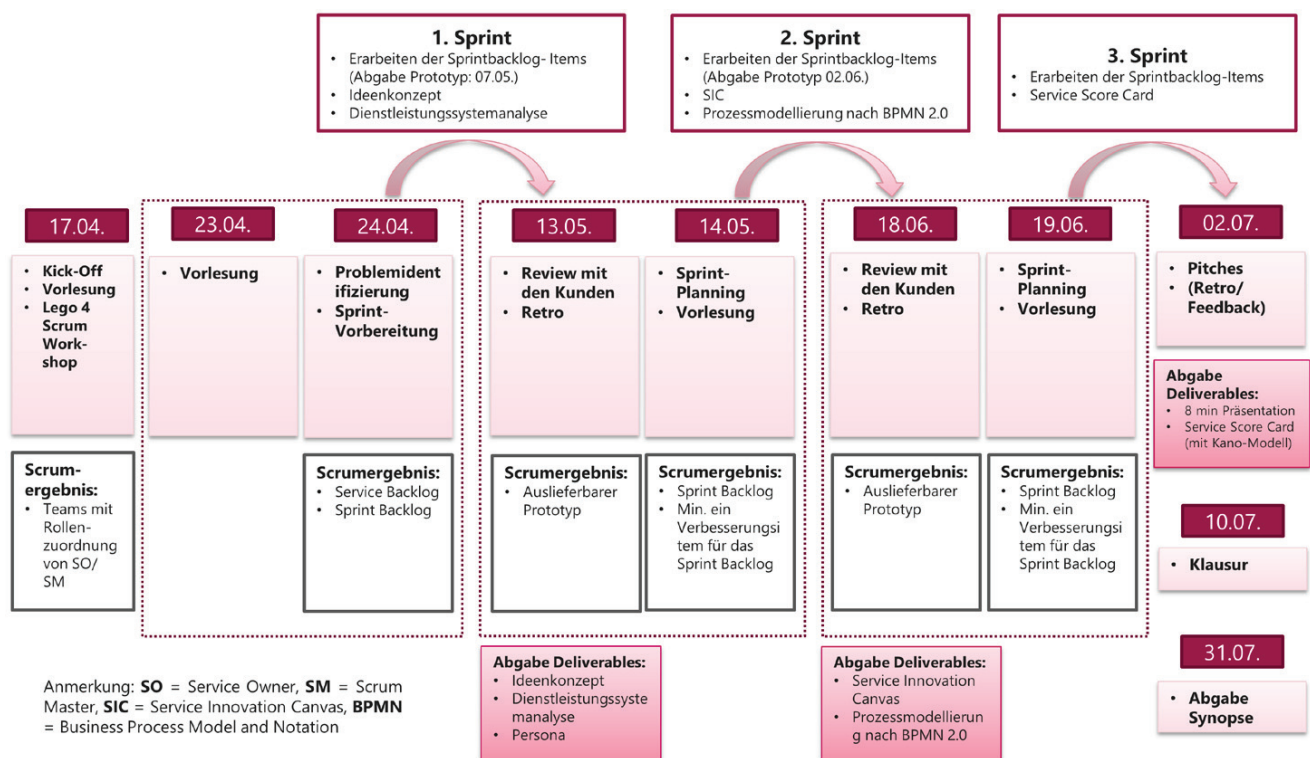 1. Sprint
• Erarbeiten der Sprintbacklog- Items
(Abgabe Prototyp: 07.05.)
• Ideenkonzept
• Dienstleistungssystemanalyse
2. Sprint
• Erarbeiten der Sprintbacklog-Items
(Abgabe Prototyp 02.06.)
• SIC
• Prozessmodellierung nach BPMN 2.0
3. Sprint
• Erarbeiten der Sprintbacklog-Items
• Service Score Card
17.04.
• Kick-Off
• Vorlesung
• Lego 4
Scrum
Work-
shop
Scrum-
ergebnis:
• Teams mit
Rollen-
zuordnung
von SO/
SM
23.04.
• Vorlesung
24.04.
• Problemident
ifizierung
• Sprint-
Vorbereitung
Scrumergebnis:
• Service Backlog
• Sprint Backlog
13.05.
• Review mit
den Kunden
• Retro
Scrumergebnis:
• Auslieferbarer
Prototyp
Abgabe Deliverables:
• Ideenkonzept
• Dienstleistungssyste
manalyse
• Persona
14.05.
• Sprint-
Planning
• Vorlesung
Scrumergebnis:
• Sprint Backlog
• Min. ein
Verbesserungsi
tem für das
Sprint Backlog
18.06.
• Review mit
den Kunden
• Retro
Scrumergebnis:
• Auslieferbarer
Prototyp
Abgabe Deliverables:
• Service Innovation
Canvas
• Prozessmodellierun
g nach BPMN 2.0
19.06.
• Sprint-
Planning
• Vorlesung
Scrumergebnis:
• Sprint Backlog
• Min. ein
Verbesserungsi
tem für das
Sprint Backlog
02.07.
• Pitches
(Retro/
Feedback)
Abgabe
Deliverables:
• 8 min Präsentation
• Service Score Card
(mit Kano-Modell)
10.07.
• Klausur
31.07.
• Abgabe
Synopse
Anmerkung: SO = Service Owner, SM = Scrum
Master, SIC = Service Innovation Canvas, BPMN
= Business Process Model and Notation